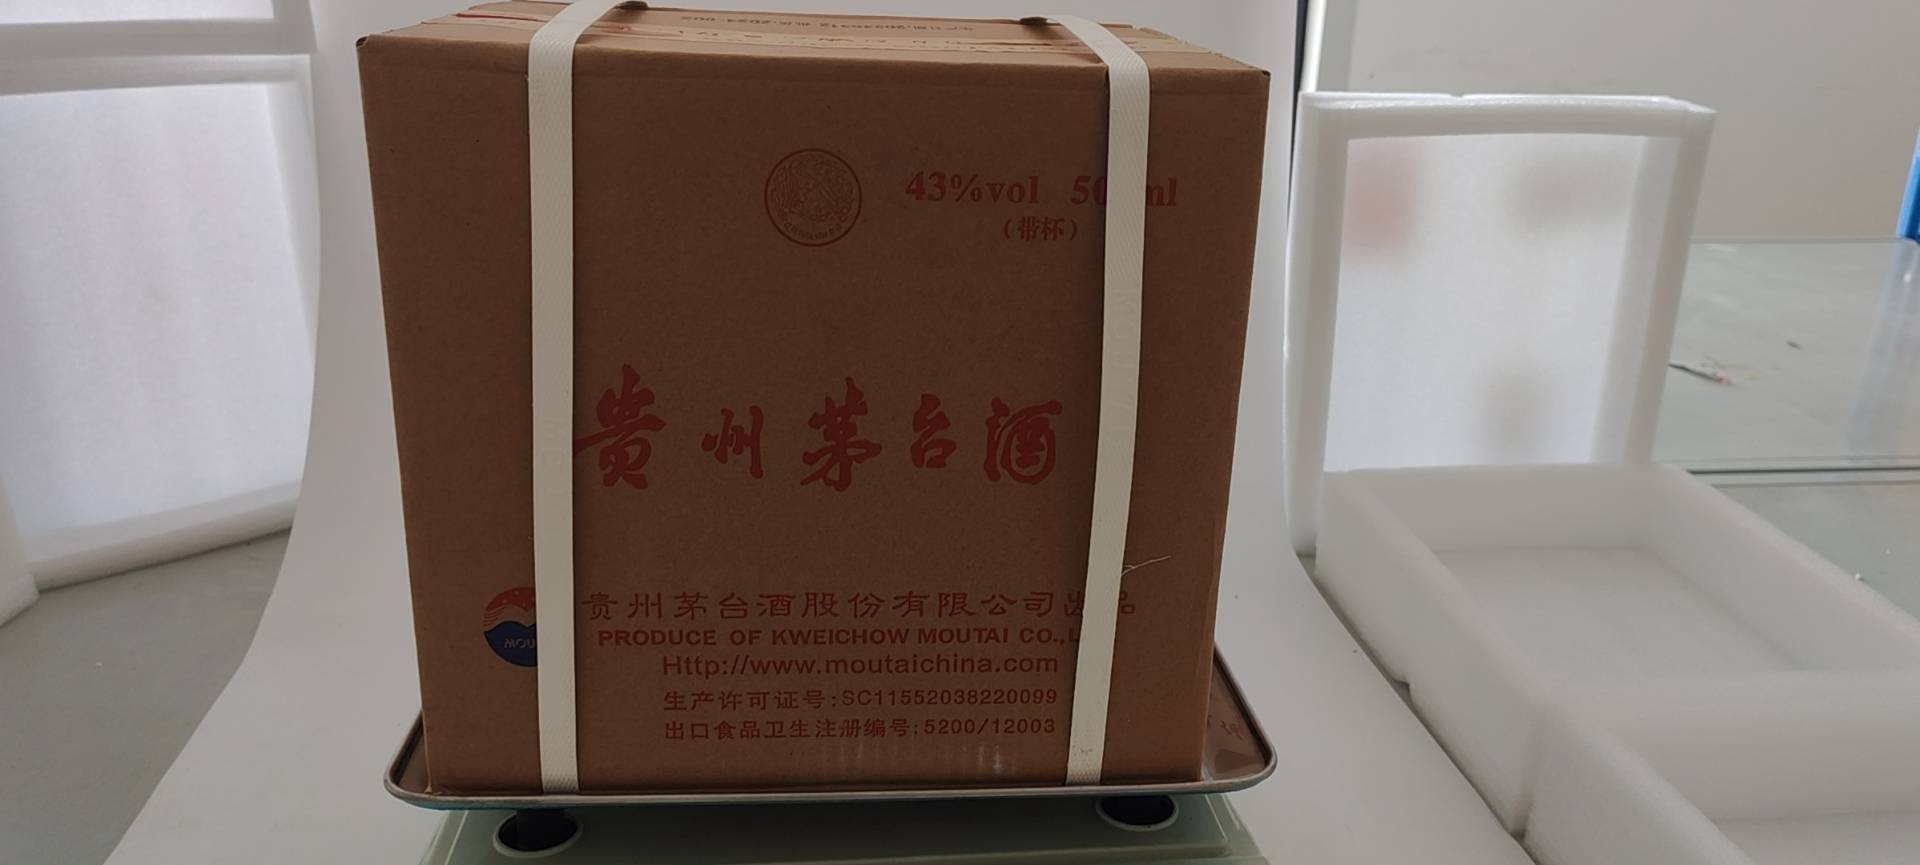 43%vol 50 ml
（带杯）
贵州茅台酒
MOU
贵州茅台酒股份有限公司出品
PRODUCE OF KWEICHOW MOUTAI CO.,L
Http://www.moutaichina.com
生产许可证号:SC11552038220099
出口食品卫生注册编号:5200/12003